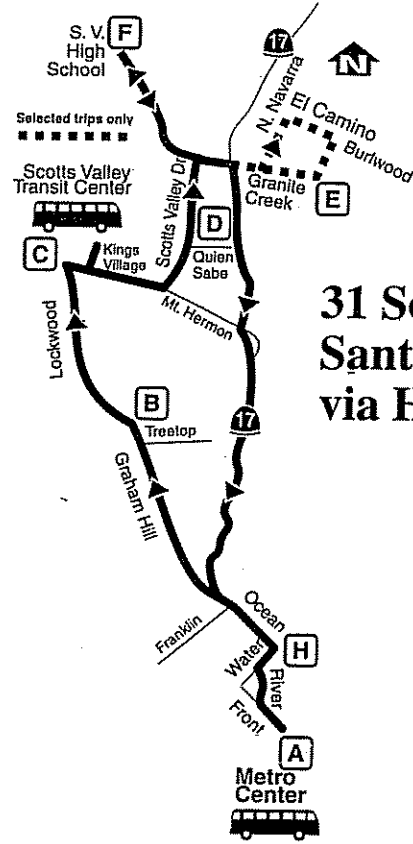 F
S. V.
High
School
17
N
N. Navarra
El Camino
Burlwood
Selected trips only
Scotts Valley
Transit Center
Scotts Valley Dr.
Granite
Creek
E
D
C
Kings
Village
Quien
Sabe
Mt. Hermon
31 Sc
Santa
via H
Lockwood
B
Treetop
17
Graham Hill
Ocean
Franklin
Water
H
River
Front
A
Metro
Center